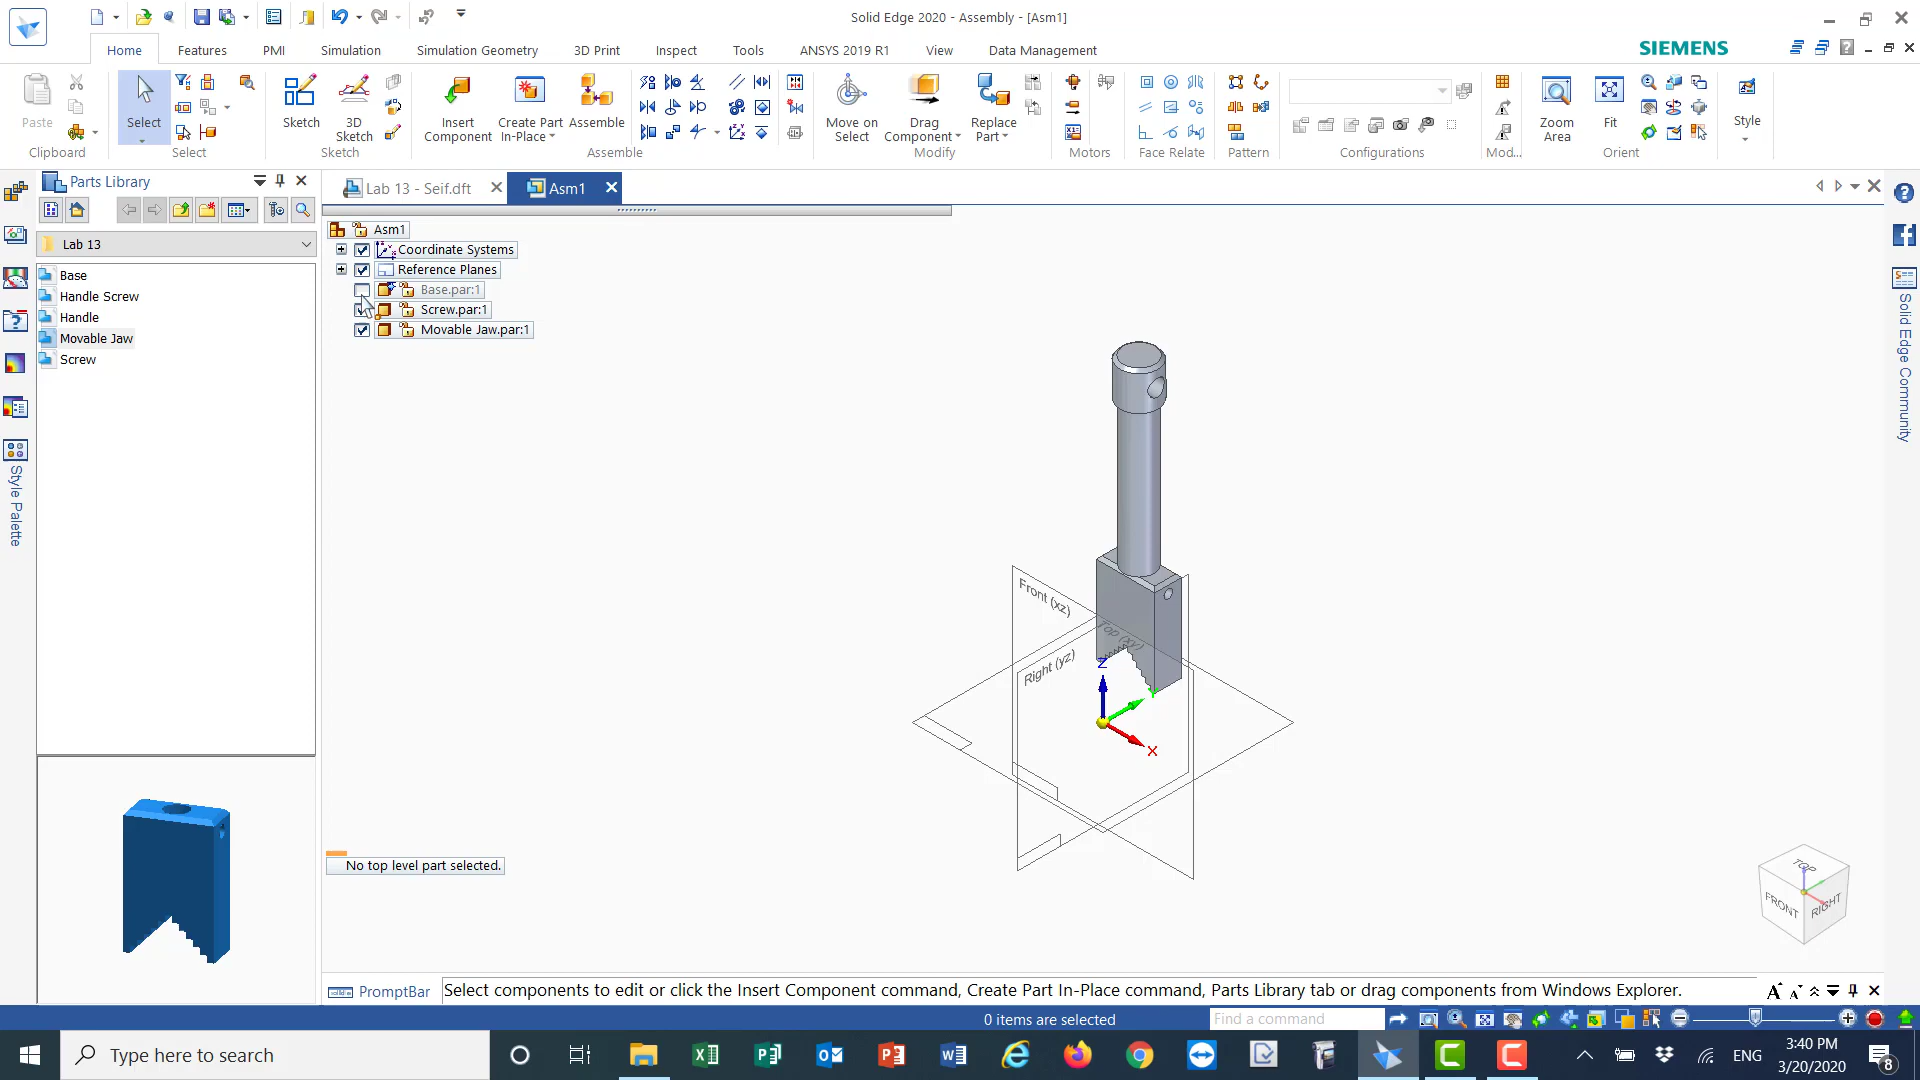 Solid Edge 2020 - Assembly - [Asm1]
Home
Features
PMI
Simulation
Simulation Geometry
3D Print
Inspect
Tools
ANSYS 2019 R1
View
Data Management
SIEMENS
Paste
Clipboard
Select
Select
Sketch
3D
Sketch
Sketch
Insert
Component
Create Part
In-Place
Assemble
Assemble
Move on
Select
Drag
Component
Replace
Part
Modify
Motors
Face Relate
Pattern
Configurations
Mod...
Zoom
Area
Fit
Orient
Style
Parts Library
Lab 13 - Seif.dft
Asm1
Lab 13
Base
Handle Screw
Handle
Movable Jaw
Screw
Asm1
Coordinate Systems
Reference Planes
Base.par:1
Screw.par:1
Movable Jaw.par:1
Style Palette
Solid Edge Community
Front (xz)
Top (xy)
Right (yz)
Z
Y
X
TOP
FRONT
RIGHT
No top level part selected.
PromptBar
Select components to edit or click the Insert Component command, Create Part In-Place command, Parts Library tab or drag components from Windows Explorer.
0 items are selected
Find a command
Type here to search
ENG
3:40 PM
3/20/2020
8